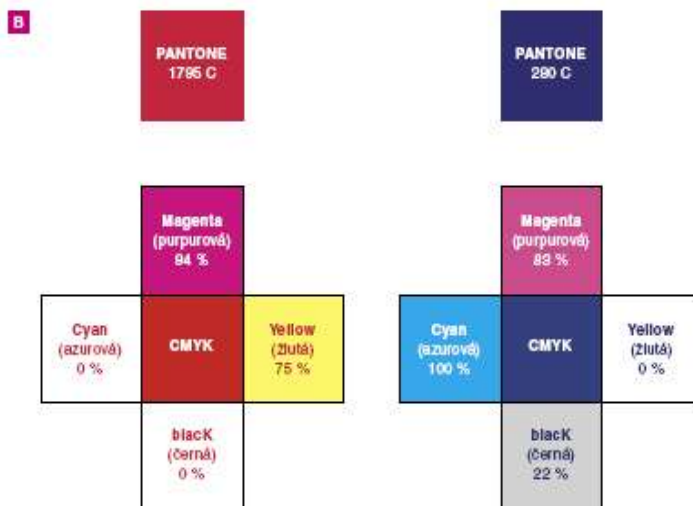 B
PANTONE
1795 C
PANTONE
280 C
Magenta
(purpurová)
94 %
Magenta
(purpurová)
83 %
Cyan
(azurová)
0 %
CMYK
Yellow
(žlutá)
75 %
Cyan
(azurová)
100 %
CMYK
Yellow
(žlutá)
0 %
blacK
(černá)
0 %
blacK
(černá)
22 %